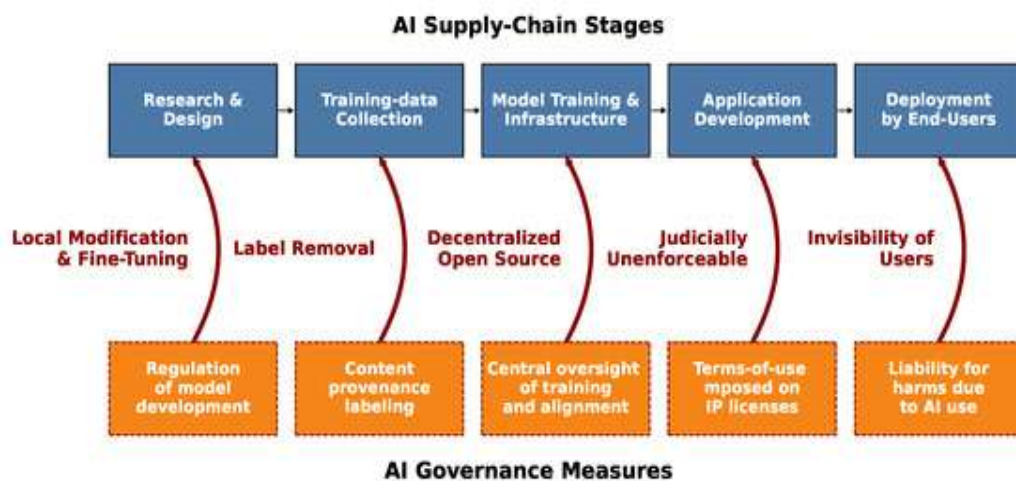 AI Supply-Chain Stages
Research &
Design
Training-data
Collection
Model Training &
Infrastructure
Application
Development
Deployment
by End-Users
Local Modification
& Fine-Tuning
Label Removal
Decentralized
Open Source
Judicially
Unenforceable
Invisibility of
Users
Regulation
of model
development
Content
provenance
labeling
Central oversight
of training
and alignment
Terms-of-use
mposed on
IP licenses
Liability for
harms due
to AI use
AI Governance Measures